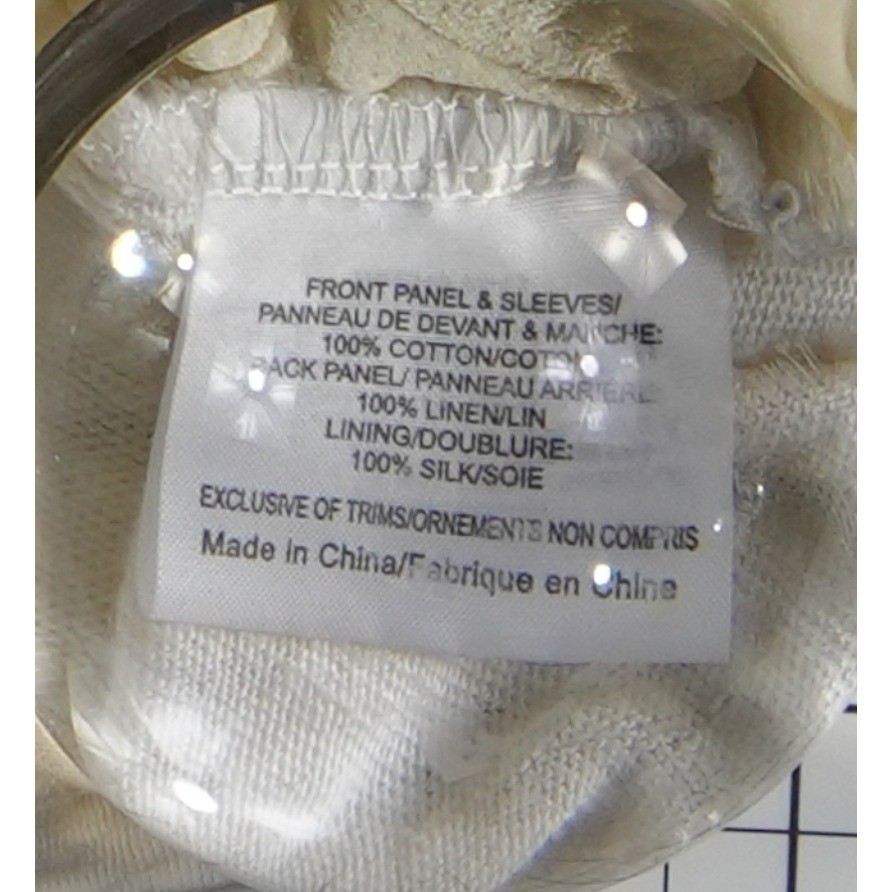 FRONT PANEL & SLEEVES/
PANNEAU DE DEVANT & MANCHE:
100% COTTON/COTON
BACK PANEL/ PANNEAU ARRIERE:
100% LINEN/LIN
LINING/DOUBLURE:
100% SILK/SOIE
EXCLUSIVE OF TRIMS/ORNEMENTS NON COMPRIS
Made in China/Fabrique en Chine